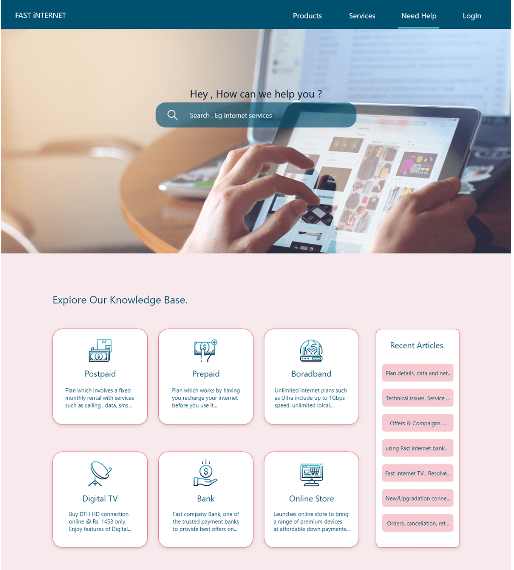 FAST iNTERNET
Products
Services
Need Help
LogIn
Hey , How can we help you ?
Search , Eg Internet services
Explore Our Knowledge Base.
Postpaid
Plan which involves a fixed
monthly rental with services
such as calling , data, sms...
Prepaid
Plan which works by having
you recharge your internet
before you use it...
Boradband
Unlimited internet plans such
as Ultra include up to 1Gbps
speed, unlimited lolcal...
Recent Articles.
Plan details, data and net..
Technical issues, Service ...
Offers & Compaigns ...
using Fast internet bank...
Fast internet TV , Resolve...
New/Upgradation conne...
Orders, cancellation, ret...
Digital TV
Buy DTH HD connection
online @ Rs. 1453 only.
Enjoy features of Digital...
Bank
Fast company Bank, one of
the trusted payment banks
to provide best offers on...
Online Store
Launches online store to bring
a range of premium devices
at affordable down payments...